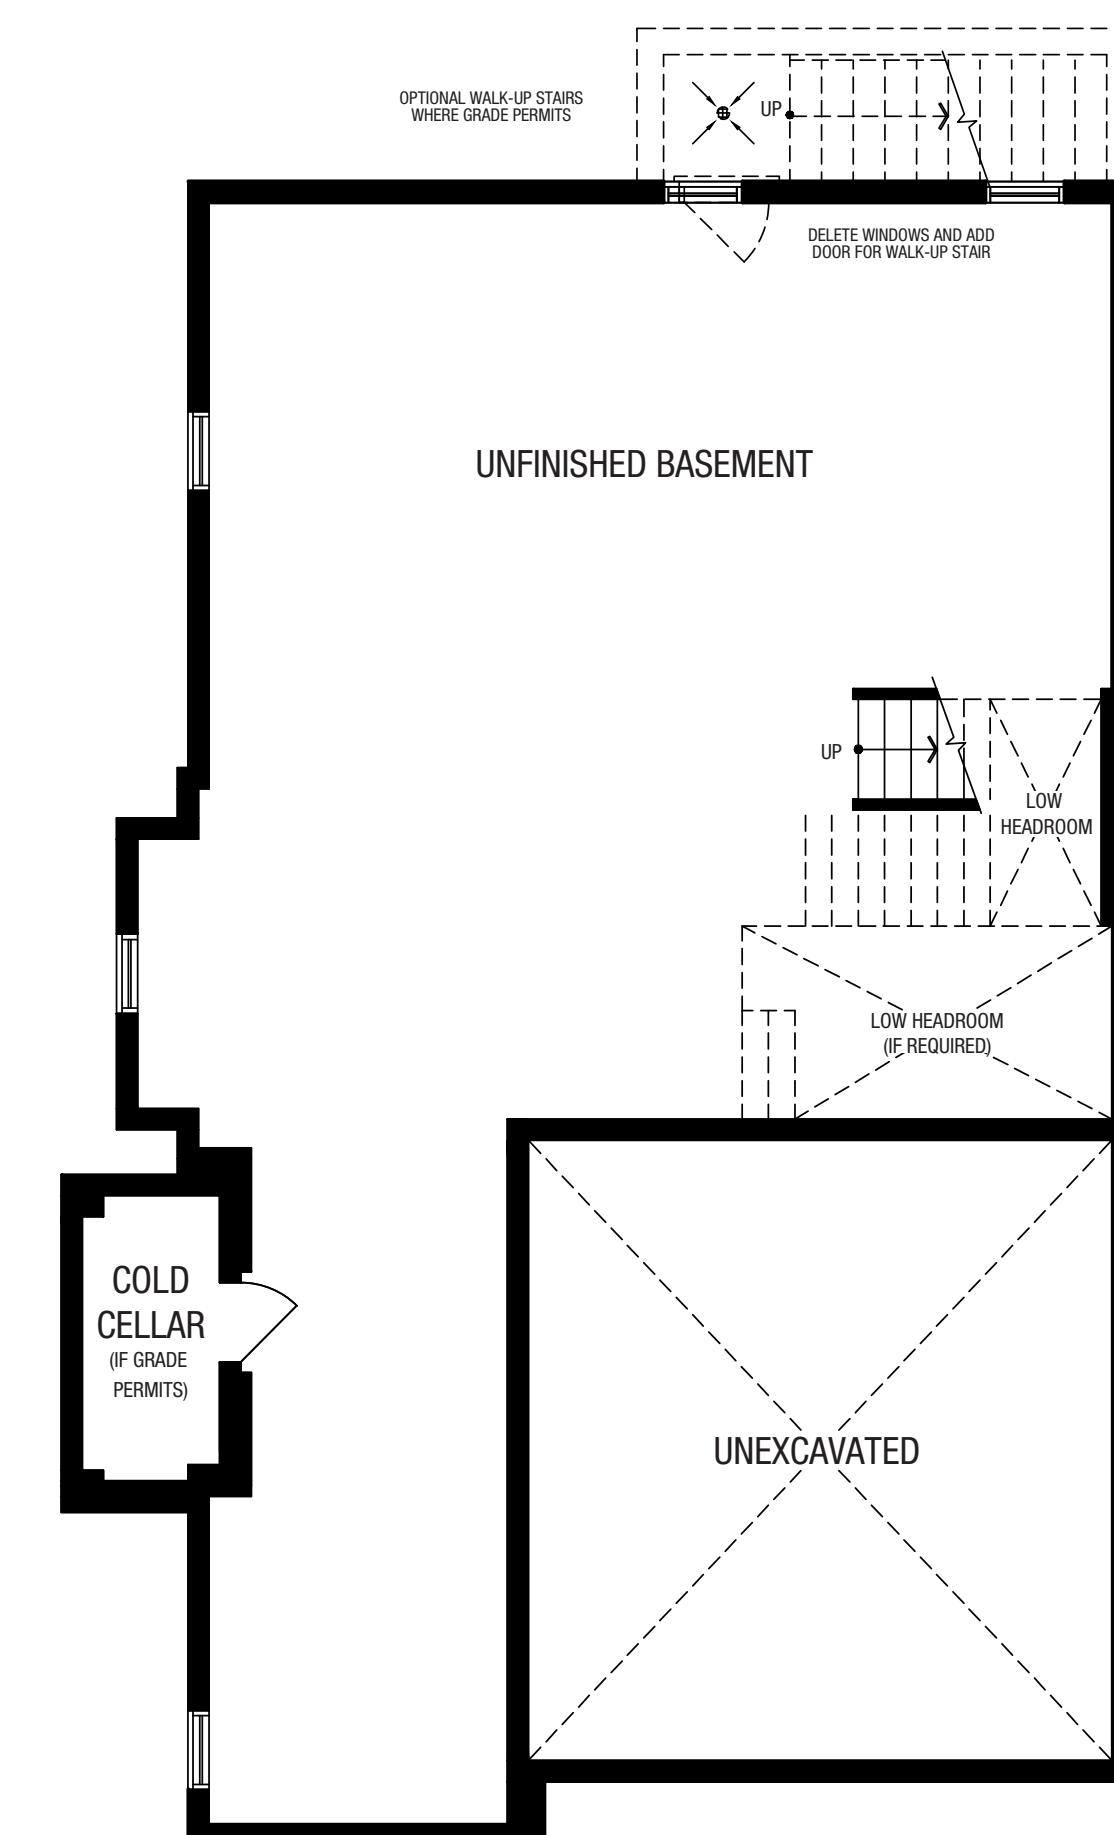 OPTIONAL WALK-UP STAIRS
WHERE GRADE PERMITS
UP
DELETE WINDOWS AND ADD
DOOR FOR WALK-UP STAIR
UNFINISHED BASEMENT
UP
LOW
HEADROOM
LOW HEADROOM
(IF REQUIRED)
COLD
CELLAR
(IF GRADE
PERMITS)
UNEXCAVATED